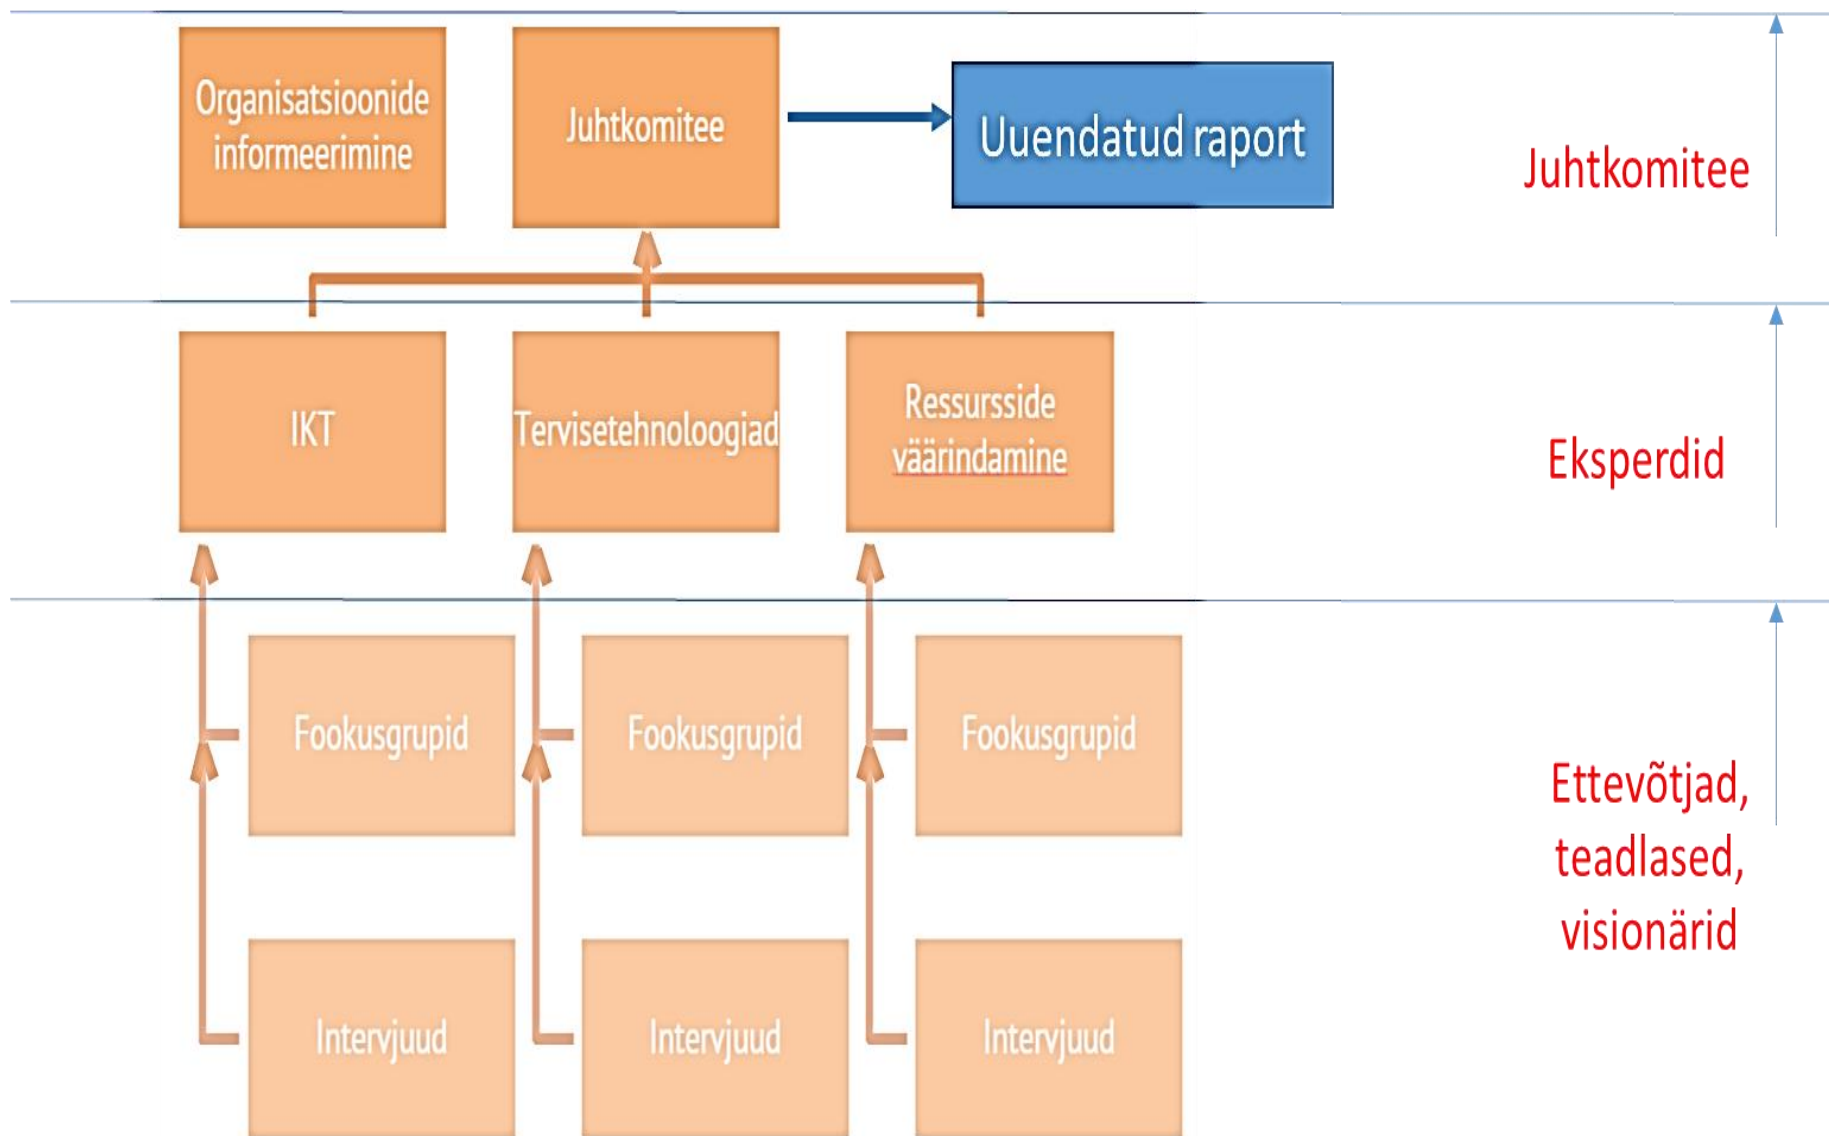 Organisatsioonide
informeerimine
Juhtkomitee
Uuendatud raport
Juhtkomitee
IKT
Tervisetehnoloogiad
Ressursside
väärindamine
Eksperdid
Fookusgrupid
Fookusgrupid
Fookusgrupid
Ettevõtjad,
teadlased,
visionärid
Intervjuud
Intervjuud
Intervjuud